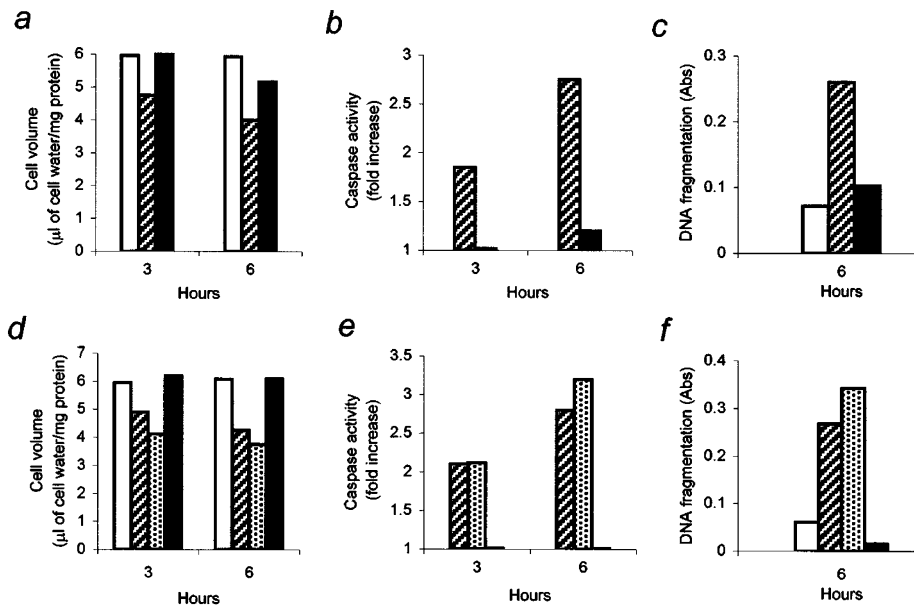 a
Cell volume
(µl of cell water/mg protein)
6
5
4
3
2
1
0
3
6
Hours
b
Caspase activity
(fold increase)
3
2.5
2
1.5
1
3
6
Hours
c
DNA fragmentation (Abs)
0.3
0.2
0.1
0
6
Hours
d
Cell volume
(µl of cell water/mg protein)
7
6
5
4
3
2
1
0
3
6
Hours
e
Caspase activity
(fold increase)
3.5
3
2.5
2
1.5
1
3
6
Hours
f
DNA fragmentation (Abs)
0.4
0.3
0.2
0.1
0
6
Hours